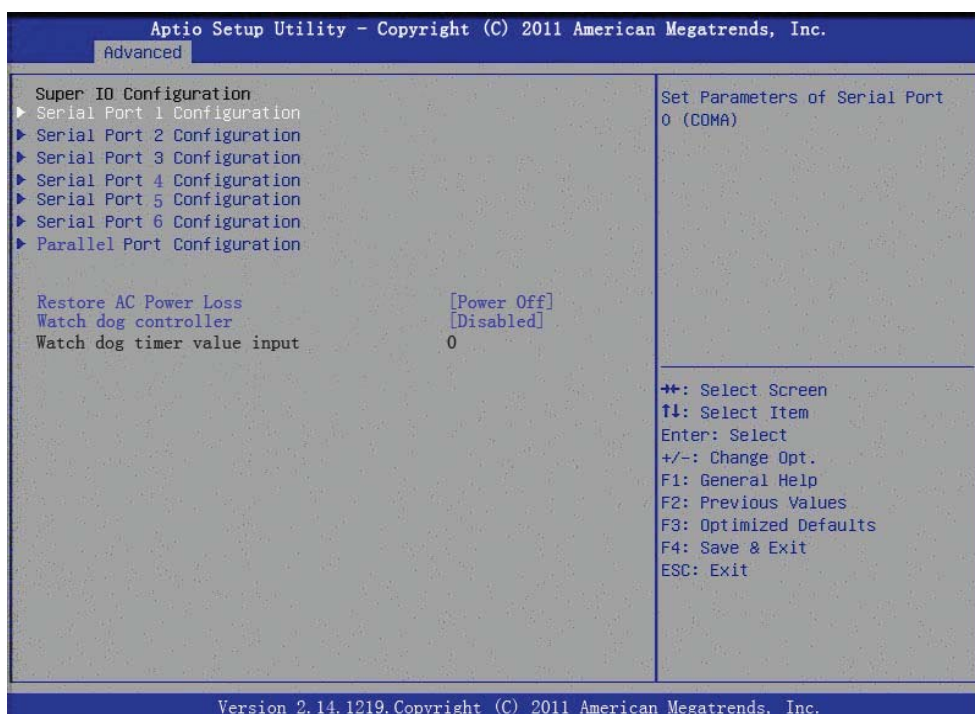 Aptio Setup Utility - Copyright (C) 2011 American Megatrends, Inc.
Advanced
Super IO Configuration
Serial Port 1 Configuration
Serial Port 2 Configuration
Serial Port 3 Configuration
Serial Port 4 Configuration
Serial Port 5 Configuration
Serial Port 6 Configuration
Parallel Port Configuration
Restore AC Power Loss [Power Off]
Watch dog controller [Disabled]
Watch dog timer value input 0
Set Parameters of Serial Port
0 (COMA)
→←: Select Screen
↑↓: Select Item
Enter: Select
+/-: Change Opt.
F1: General Help
F2: Previous Values
F3: Optimized Defaults
F4: Save & Exit
ESC: Exit
Version 2.14.1219.Copyright (C) 2011 American Megatrends, Inc.